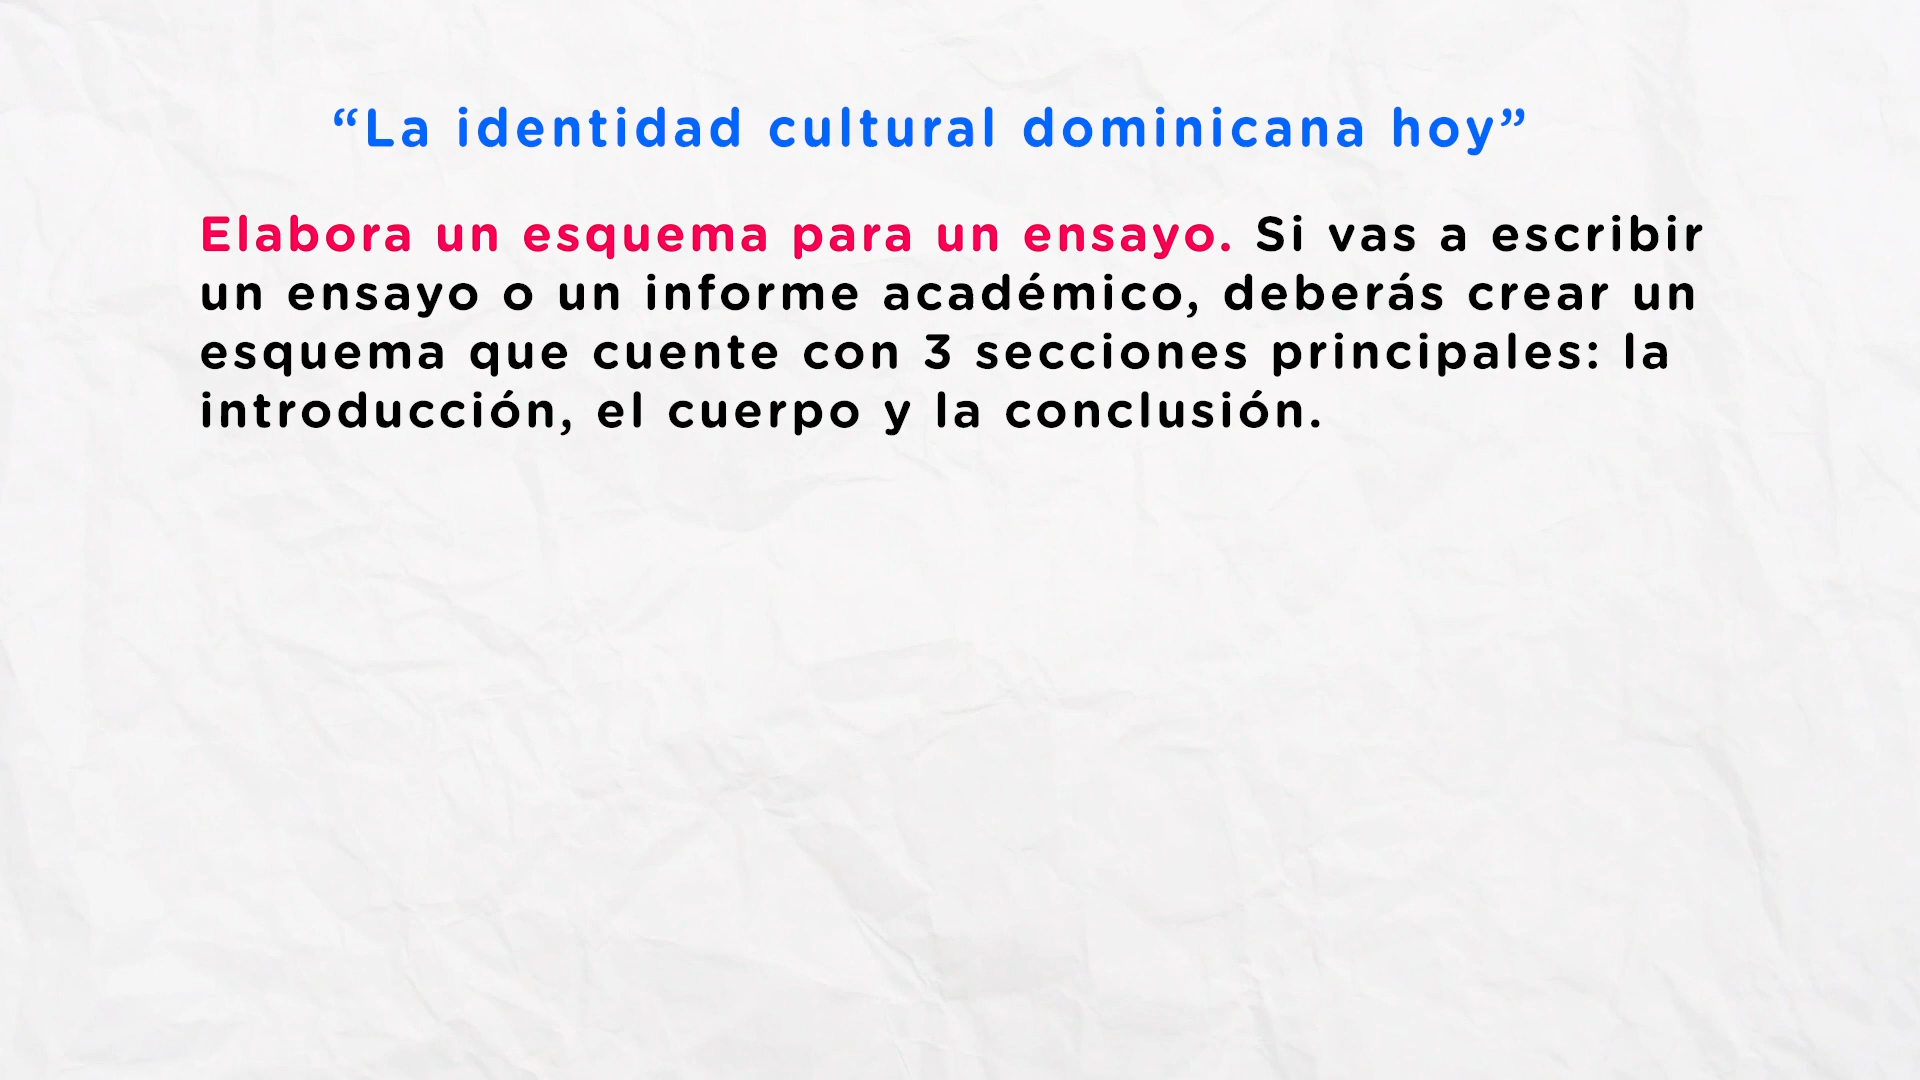 “La identidad cultural dominicana hoy”
Elabora un esquema para un ensayo. Si vas a escribir
un ensayo o un informe académico, deberás crear un
esquema que cuente con 3 secciones principales: la
introducción, el cuerpo y la conclusión.